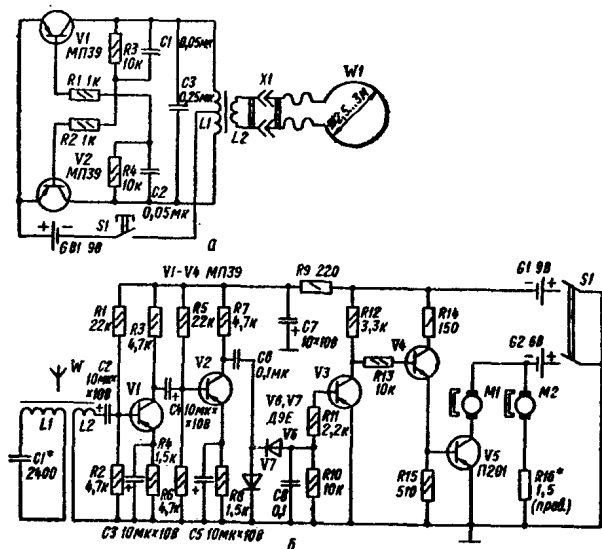 V1
МП39
R3
10к
C1
0,05мк
R1 1к
C3
0,25мк
R2 1к
L1
L2
X1
W1
Ø2,5...3м
V2
МП39
R4
10к
C2
0,05мк
S1
GB1 9В
а
V1-V4 МП39
R9 220
G1 9В
S1
R1
22к
R3
4,7к
R5
22к
R7
4,7к
C7
10×10В
R12
3,3к
R14
150
W
C2
10мк×
×10В
C6
0,1мк
V4
G2 6В
V1
V2
V3
R13
10к
M1
M2
L1
L2
C4 10мк×
×10В
V6, V7
Д9Е
R11
2,2к
V6
V5
П201
C1*
2400
R4
1,5к
V7
R2
4,7к
R6
4,7к
R8
1,5к
C8
0,1
R10
10к
R15
510
R16*
1,5
(пров.)
C3 10мк×10В
C5 10мк×10В
б